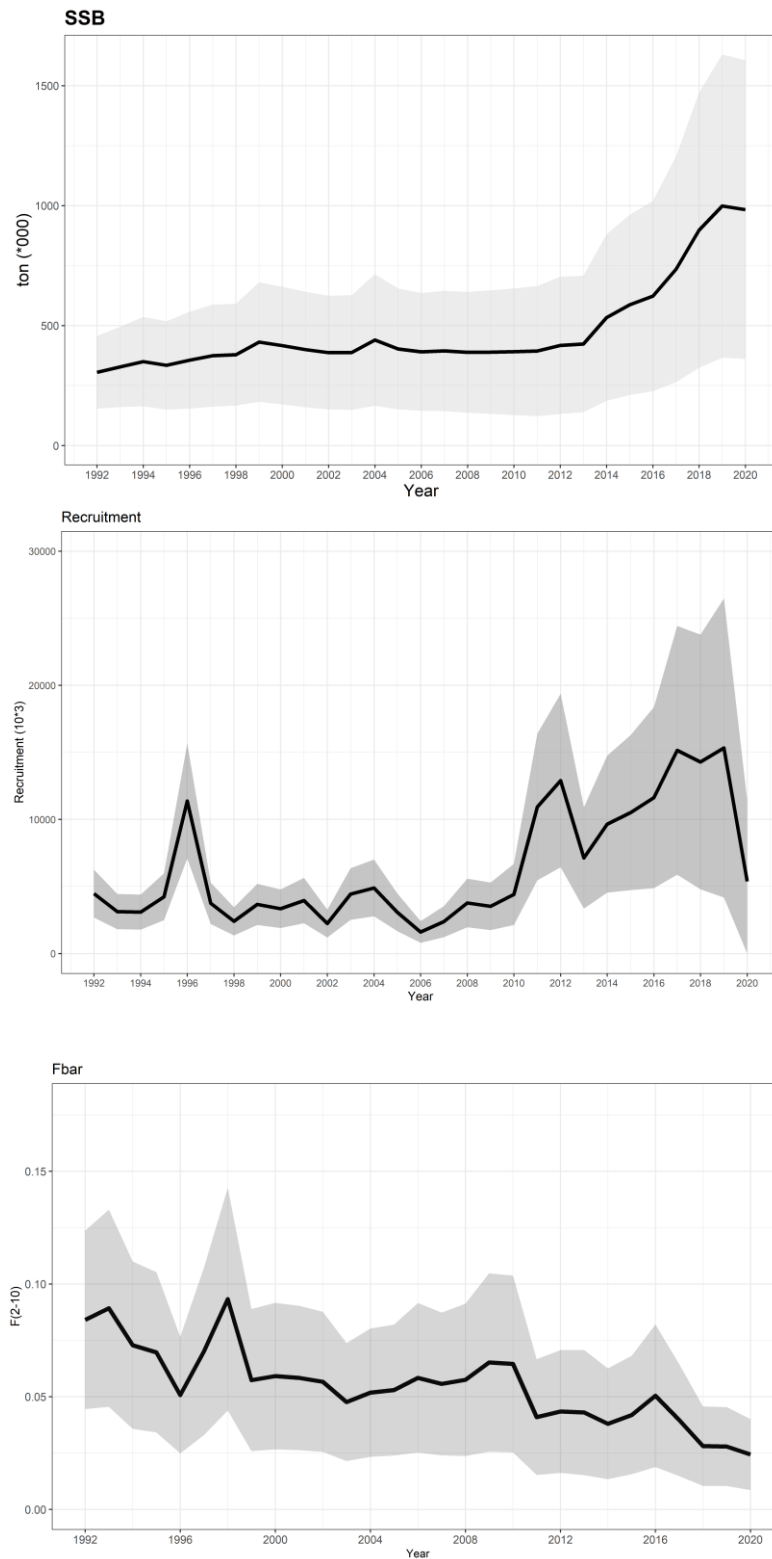 SSB
1500
1000
500
0
ton (*000)
1992 1994 1996 1998 2000 2002 2004 2006 2008 2010 2012 2014 2016 2018 2020
Year
Recruitment
30000
20000
10000
0
Recruitment (10*3)
1992 1994 1996 1998 2000 2002 2004 2006 2008 2010 2012 2014 2016 2018 2020
Year
Fbar
0.15
0.10
0.05
0.00
F(2-10)
1992 1996 2000 2004 2008 2012 2016 2020
Year